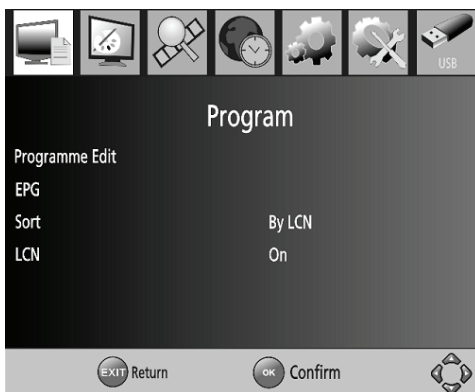 USB
Program
Programme Edit
EPG
Sort By LCN
LCN On
EXIT Return OK Confirm